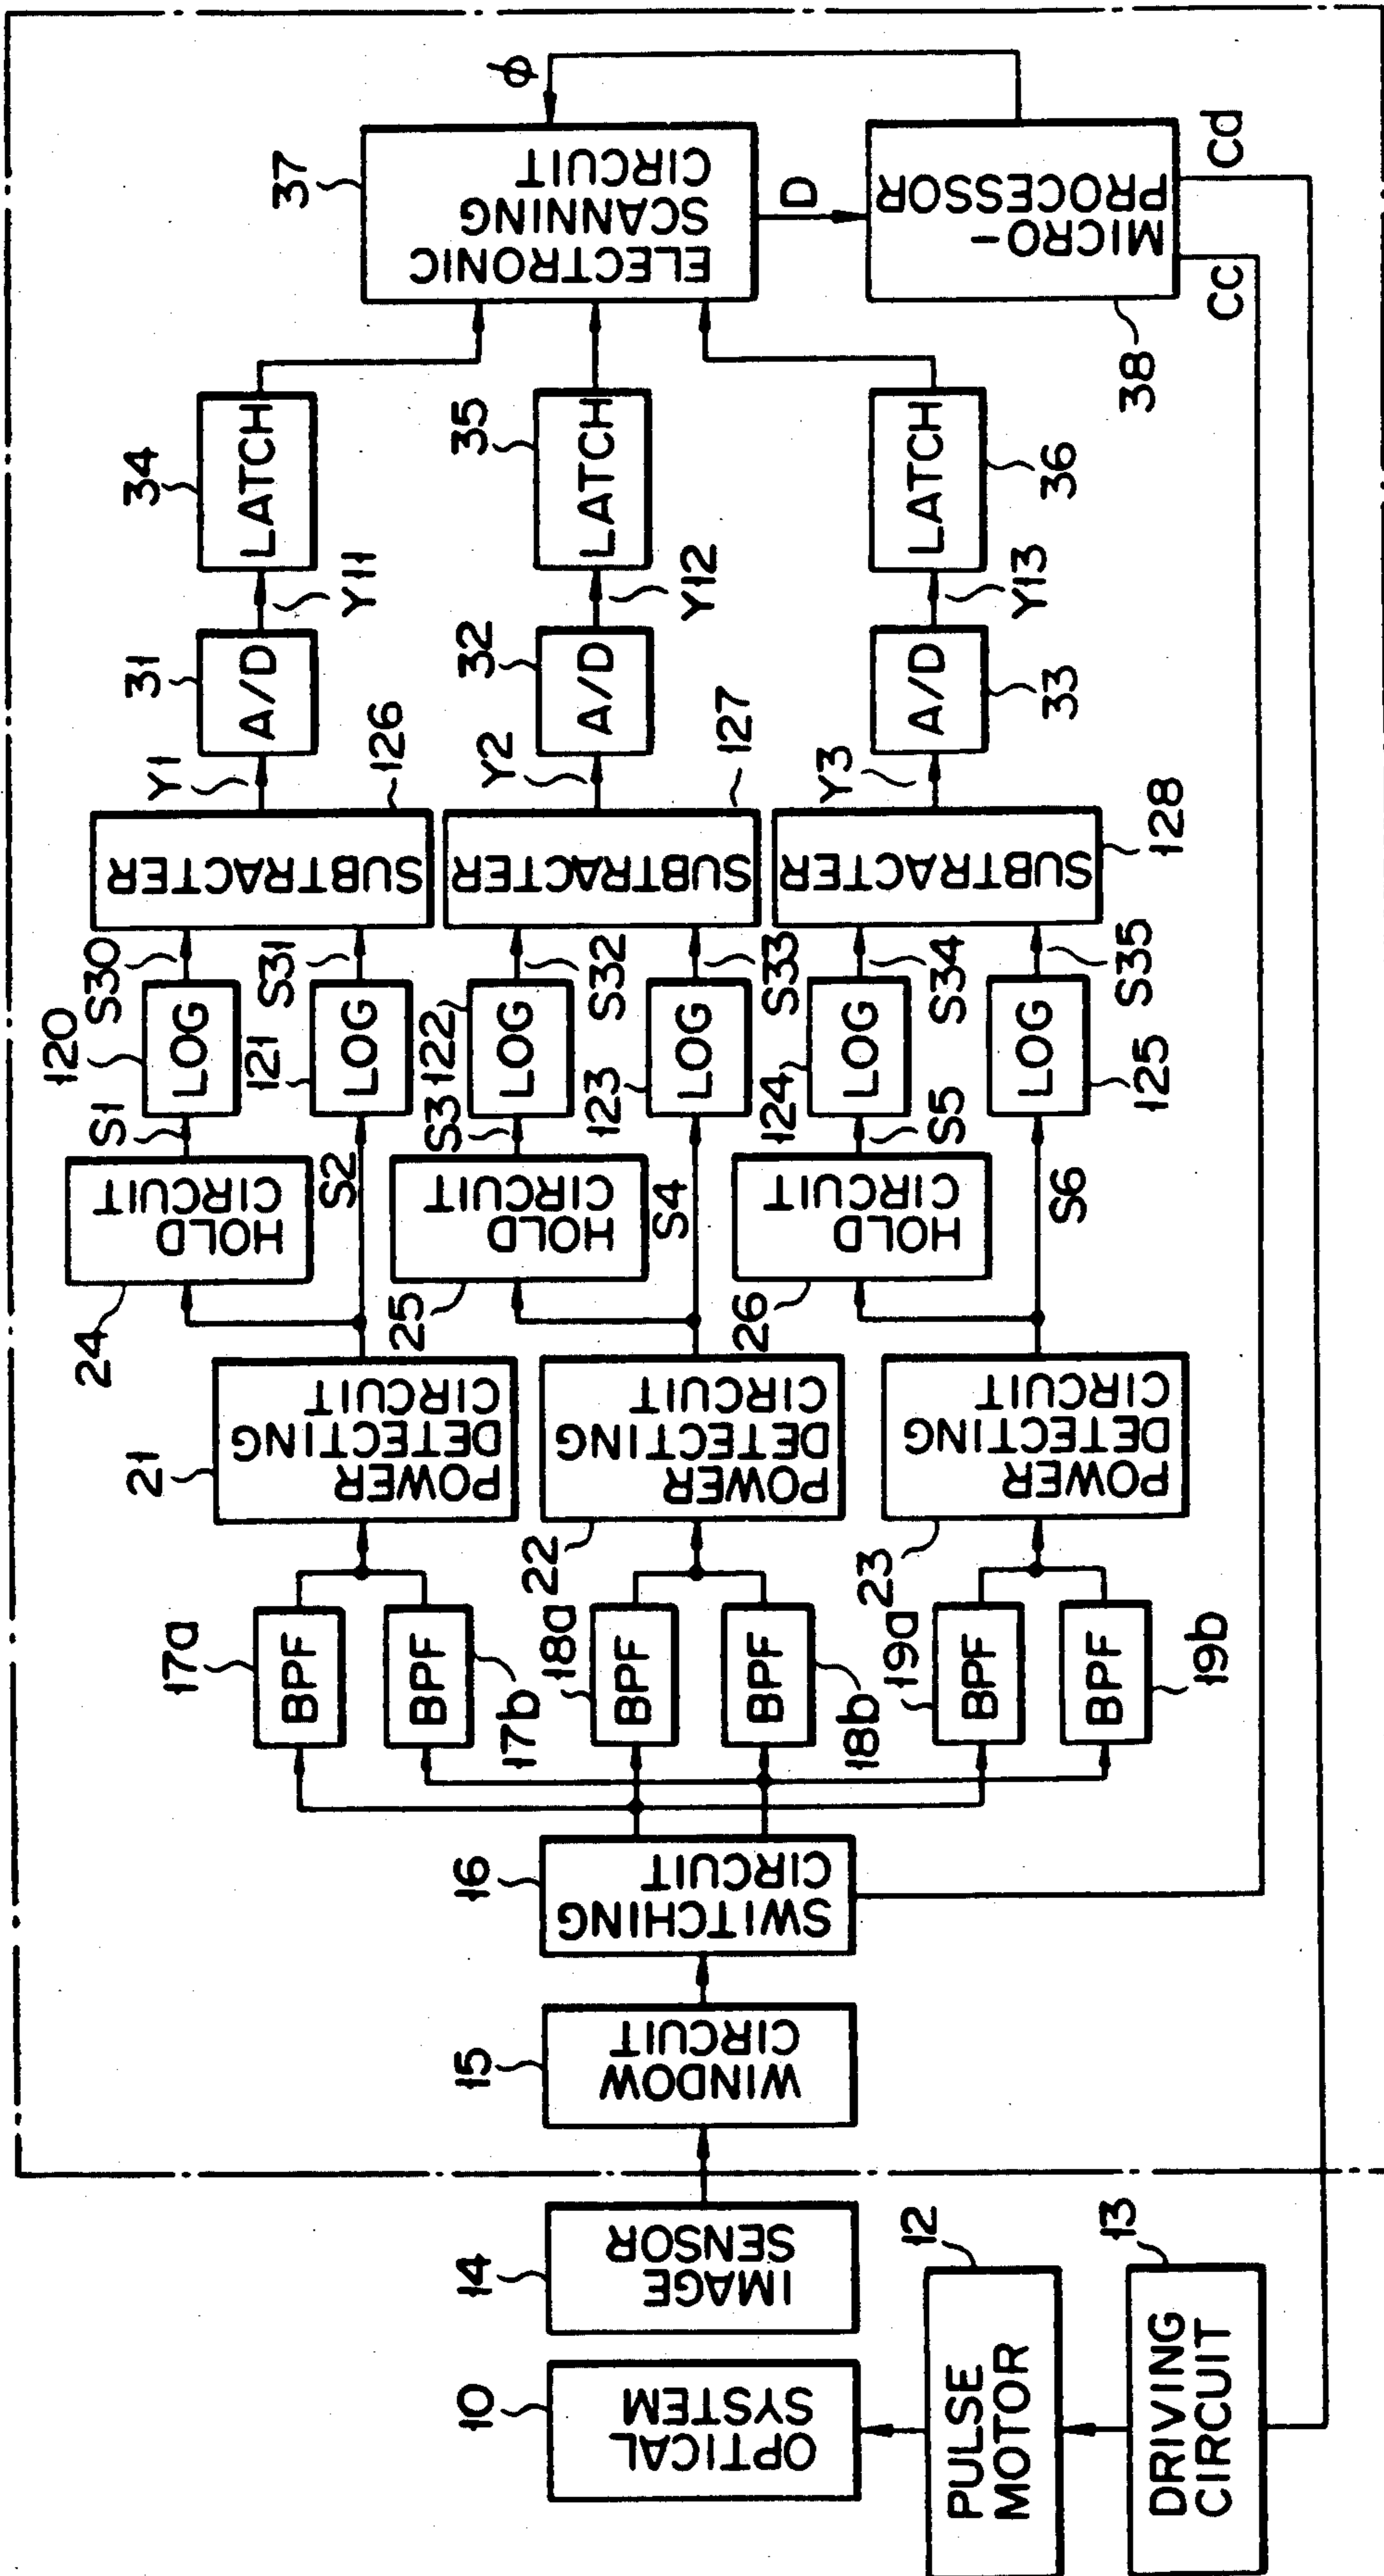 10
OPTICAL
SYSTEM
PULSE
MOTOR
12
DRIVING
CIRCUIT
13
14
IMAGE
SENSOR
15
WINDOW
CIRCUIT
16
SWITCHING
CIRCUIT
17a
BPF
BPF
17b
18a
BPF
BPF
18b
19a
BPF
BPF
19b
21
POWER
DETECTING
CIRCUIT
22
POWER
DETECTING
CIRCUIT
23
POWER
DETECTING
CIRCUIT
24
HOLD
CIRCUIT
25
HOLD
CIRCUIT
26
HOLD
CIRCUIT
S1
S2
S3
S4
S5
S6
120
LOG
121
LOG
122
LOG
123
LOG
124
LOG
125
LOG
S30
S31
S32
S33
S34
S35
SUBTRACTER
126
SUBTRACTER
127
SUBTRACTER
128
Y1
Y2
Y3
31
A/D
32
A/D
33
A/D
Y11
Y12
Y13
34
LATCH
35
LATCH
36
LATCH
37
ELECTRONIC
SCANNING
CIRCUIT
φ
D
MICRO-
PROCESSOR
38
CC
Cd